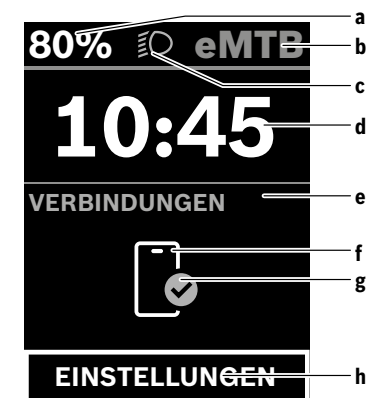 80% eMTB
10:45
VERBINDUNGEN
EINSTELLUNGEN
a
b
c
d
e
f
g
h